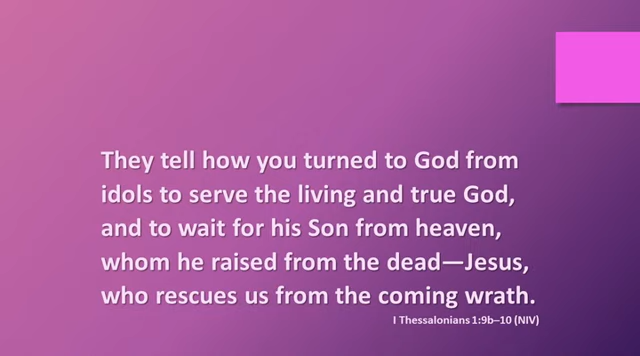 They tell how you turned to God from
idols to serve the living and true God,
and to wait for his Son from heaven,
whom he raised from the dead—Jesus,
who rescues us from the coming wrath.
I Thessalonians 1:9b–10 (NIV)